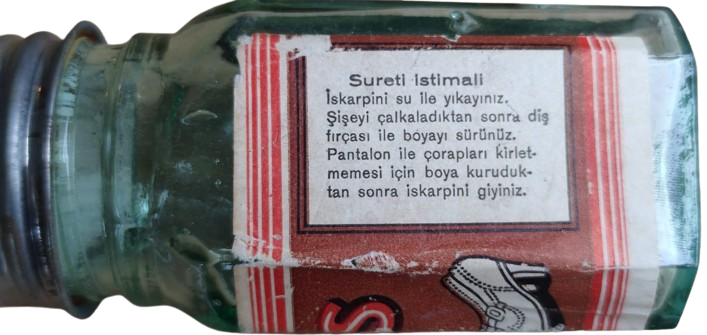 Sureti istimali
İskarpini su ile yıkayınız.
Şişeyi çalkaladıktan sonra diş
fırçası ile boyayı sürünüz.
Pantalon ile çorapları kirlet-
memesi için boya kuruduk-
tan sonra iskarpini giyiniz.
S